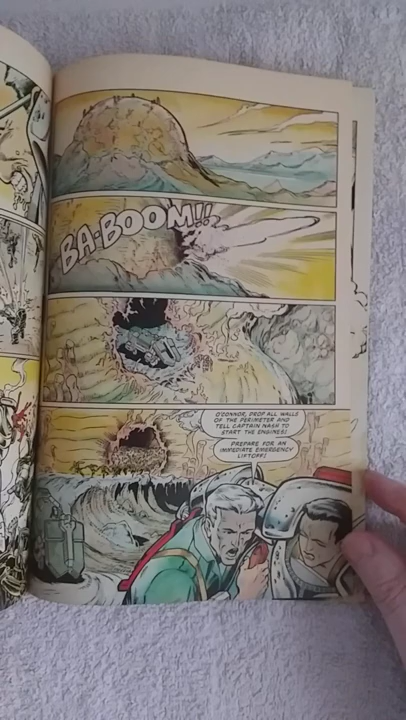 BA-BOOM!!
O'CONNOR, DROP ALL WALLS
OF THE PERIMETER AND
TELL CAPTAIN NASH TO
START THE ENGINES!
PREPARE FOR AN
IMMEDIATE EMERGENCY
LIFTOFF!